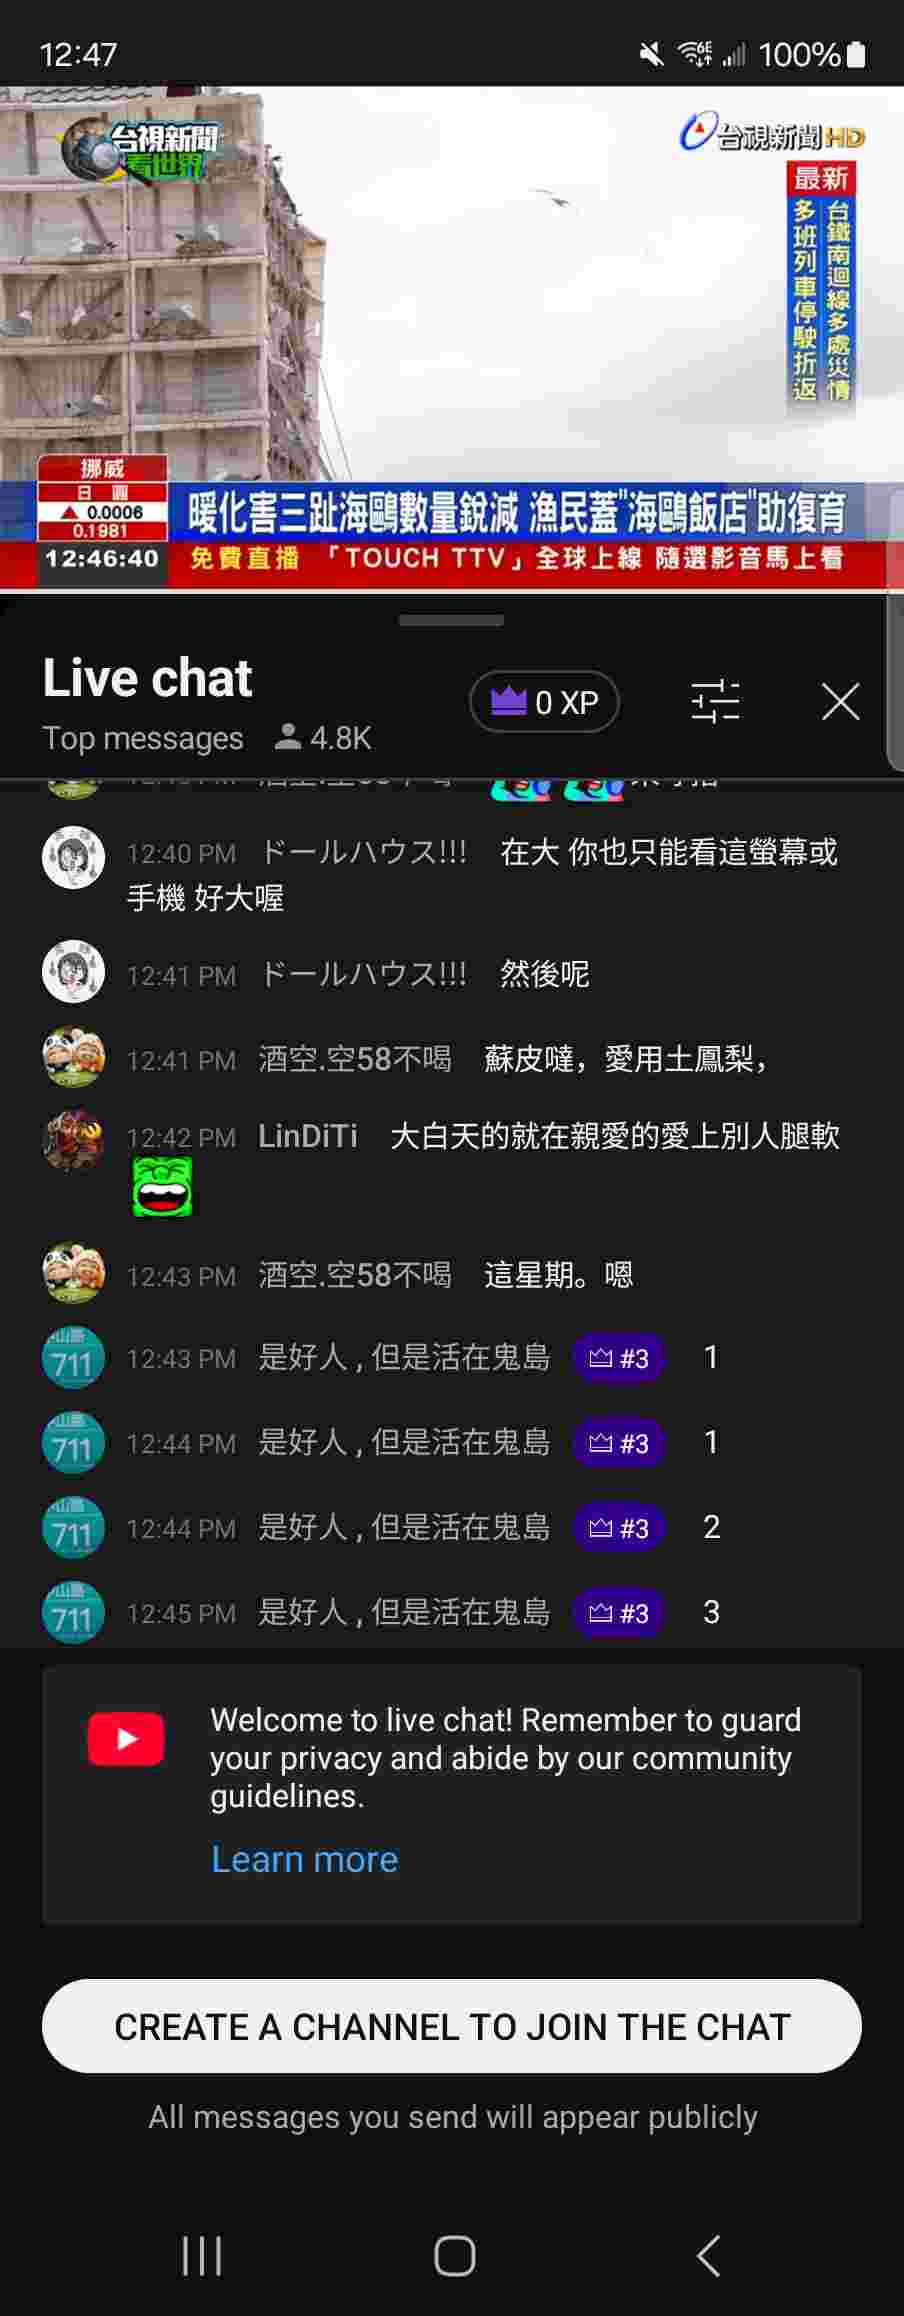 12:47
6E
100%
台視新聞
看世界
台視新聞HD
最新
台鐵南迴線多處災情
多班列車停駛折返
挪威
日圓
▲ 0.0006
0.1981
暖化害三趾海鷗數量銳減 漁民蓋"海鷗飯店"助復育
12:46:40
免費直播 「TOUCH TTV」全球上線 隨選影音馬上看
Live chat
0 XP
Top messages 4.8K
12:40 PM ドールハウス!!! 在大 你也只能看這螢幕或
手機 好大喔
12:41 PM ドールハウス!!! 然後呢
12:41 PM 酒空.空58不喝 蘇皮噠，愛用土鳳梨，
12:42 PM LinDiTi 大白天的就在親愛的愛上別人腿軟
12:43 PM 酒空.空58不喝 這星期。嗯
711
12:43 PM 是好人 , 但是活在鬼島 #3 1
711
12:44 PM 是好人 , 但是活在鬼島 #3 1
711
12:44 PM 是好人 , 但是活在鬼島 #3 2
711
12:45 PM 是好人 , 但是活在鬼島 #3 3
Welcome to live chat! Remember to guard
your privacy and abide by our community
guidelines.
Learn more
CREATE A CHANNEL TO JOIN THE CHAT
All messages you send will appear publicly